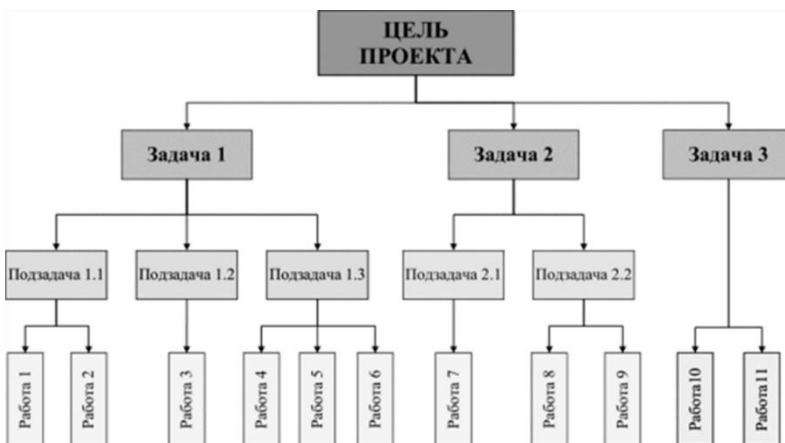 ЦЕЛЬ
ПРОЕКТА
Задача 1
Задача 2
Задача 3
Подзадача 1.1
Подзадача 1.2
Подзадача 1.3
Подзадача 2.1
Подзадача 2.2
Работа 1
Работа 2
Работа 3
Работа 4
Работа 5
Работа 6
Работа 7
Работа 8
Работа 9
Работа10
Работа11